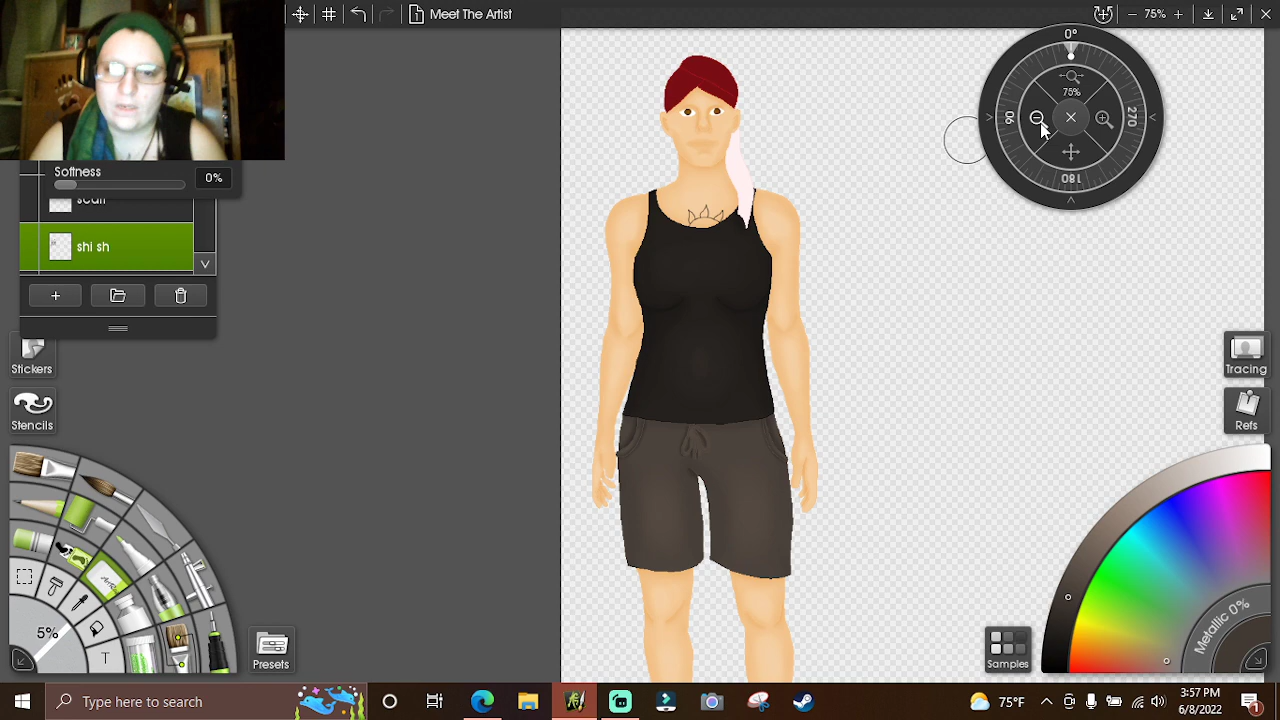 Meet The Artist
75%
0°
75%
90
270
180
Softness
0%
shi sh
Stickers
Stencils
Tracing
Refs
5%
T
Presets
Metallic 0%
Samples
Type here to search
75°F
3:57 PM
6/8/2022
1